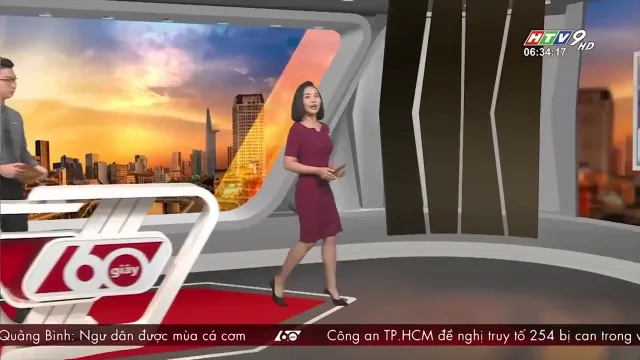 HTV9 HD
06:34:17
60 giây
Quảng Bình: Ngư dân được mùa cá cơm 60 Công an TP.HCM đề nghị truy tố 254 bị can trong v